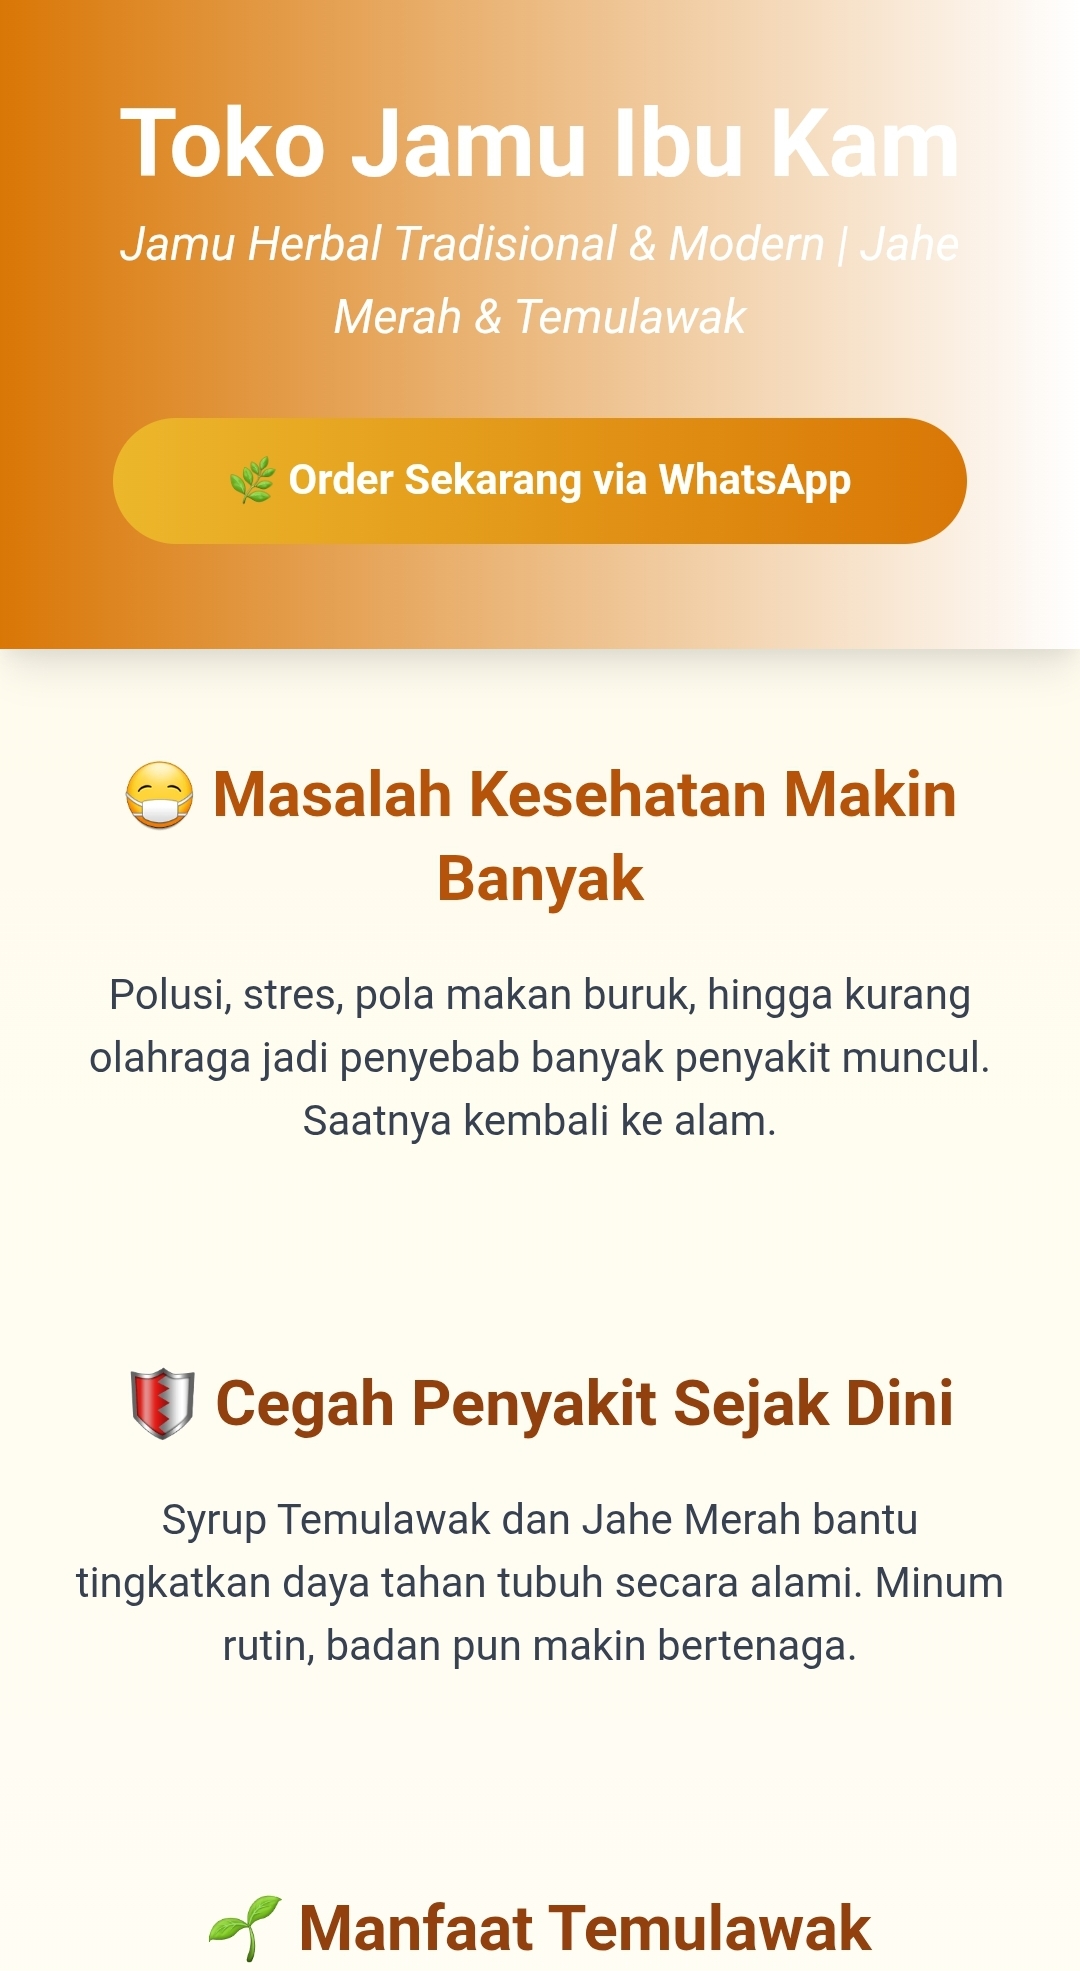 Toko Jamu Ibu Kam
Jamu Herbal Tradisional & Modern | Jahe
Merah & Temulawak
🌿 Order Sekarang via WhatsApp
😷 Masalah Kesehatan Makin
Banyak
Polusi, stres, pola makan buruk, hingga kurang
olahraga jadi penyebab banyak penyakit muncul.
Saatnya kembali ke alam.
🛡️ Cegah Penyakit Sejak Dini
Syrup Temulawak dan Jahe Merah bantu
tingkatkan daya tahan tubuh secara alami. Minum
rutin, badan pun makin bertenaga.
🌱 Manfaat Temulawak